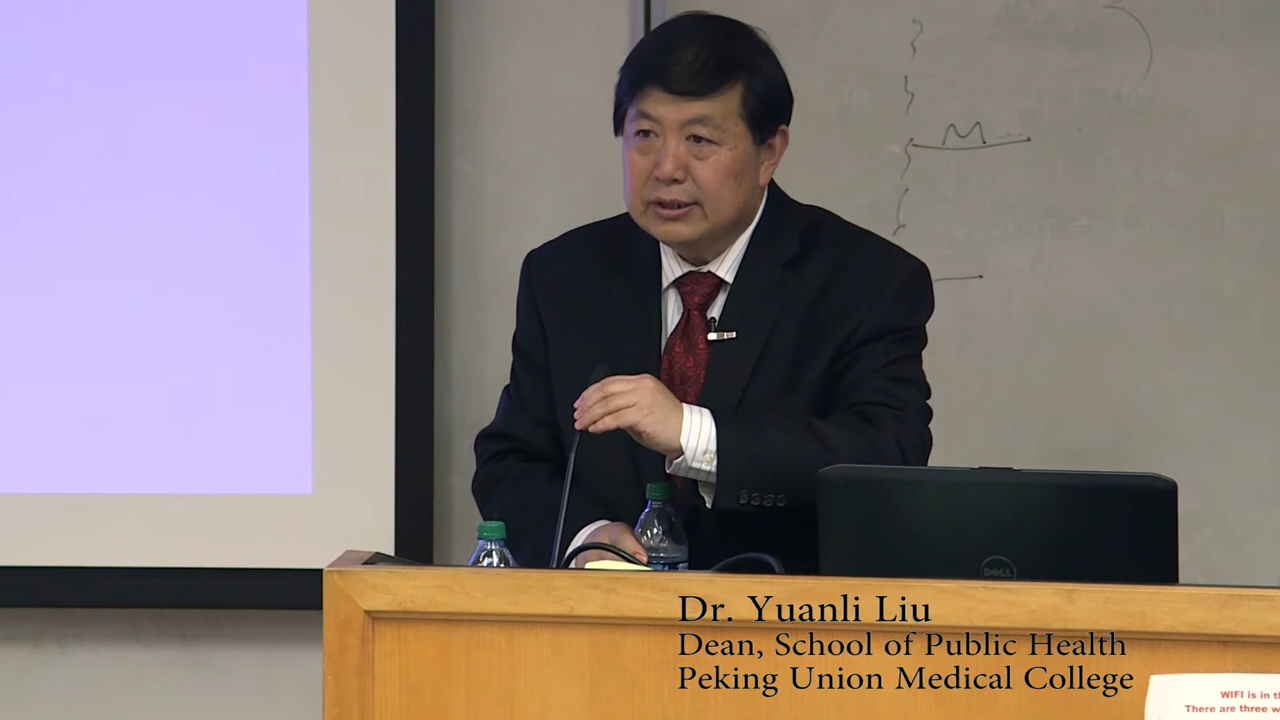 M
DELL
Dr. Yuanli Liu
Dean, School of Public Health
Peking Union Medical College
WIFI is in
There are three